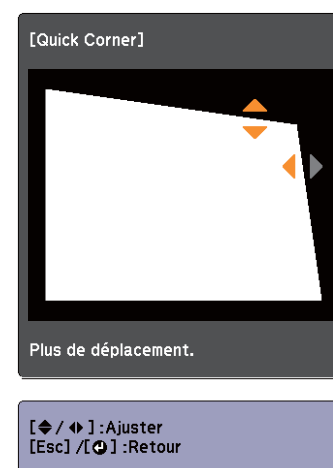 [Quick Corner]
Plus de déplacement.
[ / ] :Ajuster
[Esc] /[ ] :Retour